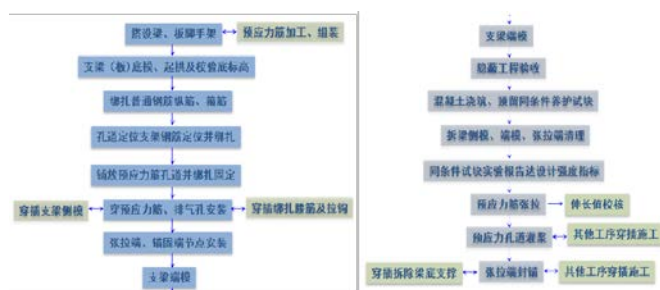 搭设梁、板脚手架
预应力筋加工、组装
支梁（板）底模、起拱及校验底标高
绑扎普通钢筋纵筋、箍筋
孔道定位支架钢筋定位并绑扎
铺放预应力筋孔道并绑扎固定
穿插支梁侧模
穿预应力筋、排气孔安装
穿插绑扎腰筋及拉钩
张拉端、锚固端节点安装
支梁端模
支梁端模
隐蔽工程验收
混凝土浇筑、预留同条件养护试块
拆梁侧模、端模、张拉端清理
同条件试块实验报告达设计强度指标
预应力筋张拉
伸长值校核
预应力孔道灌浆
其他工序穿插施工
穿插拆除梁底支撑
张拉端封锚
其他工序穿插施工